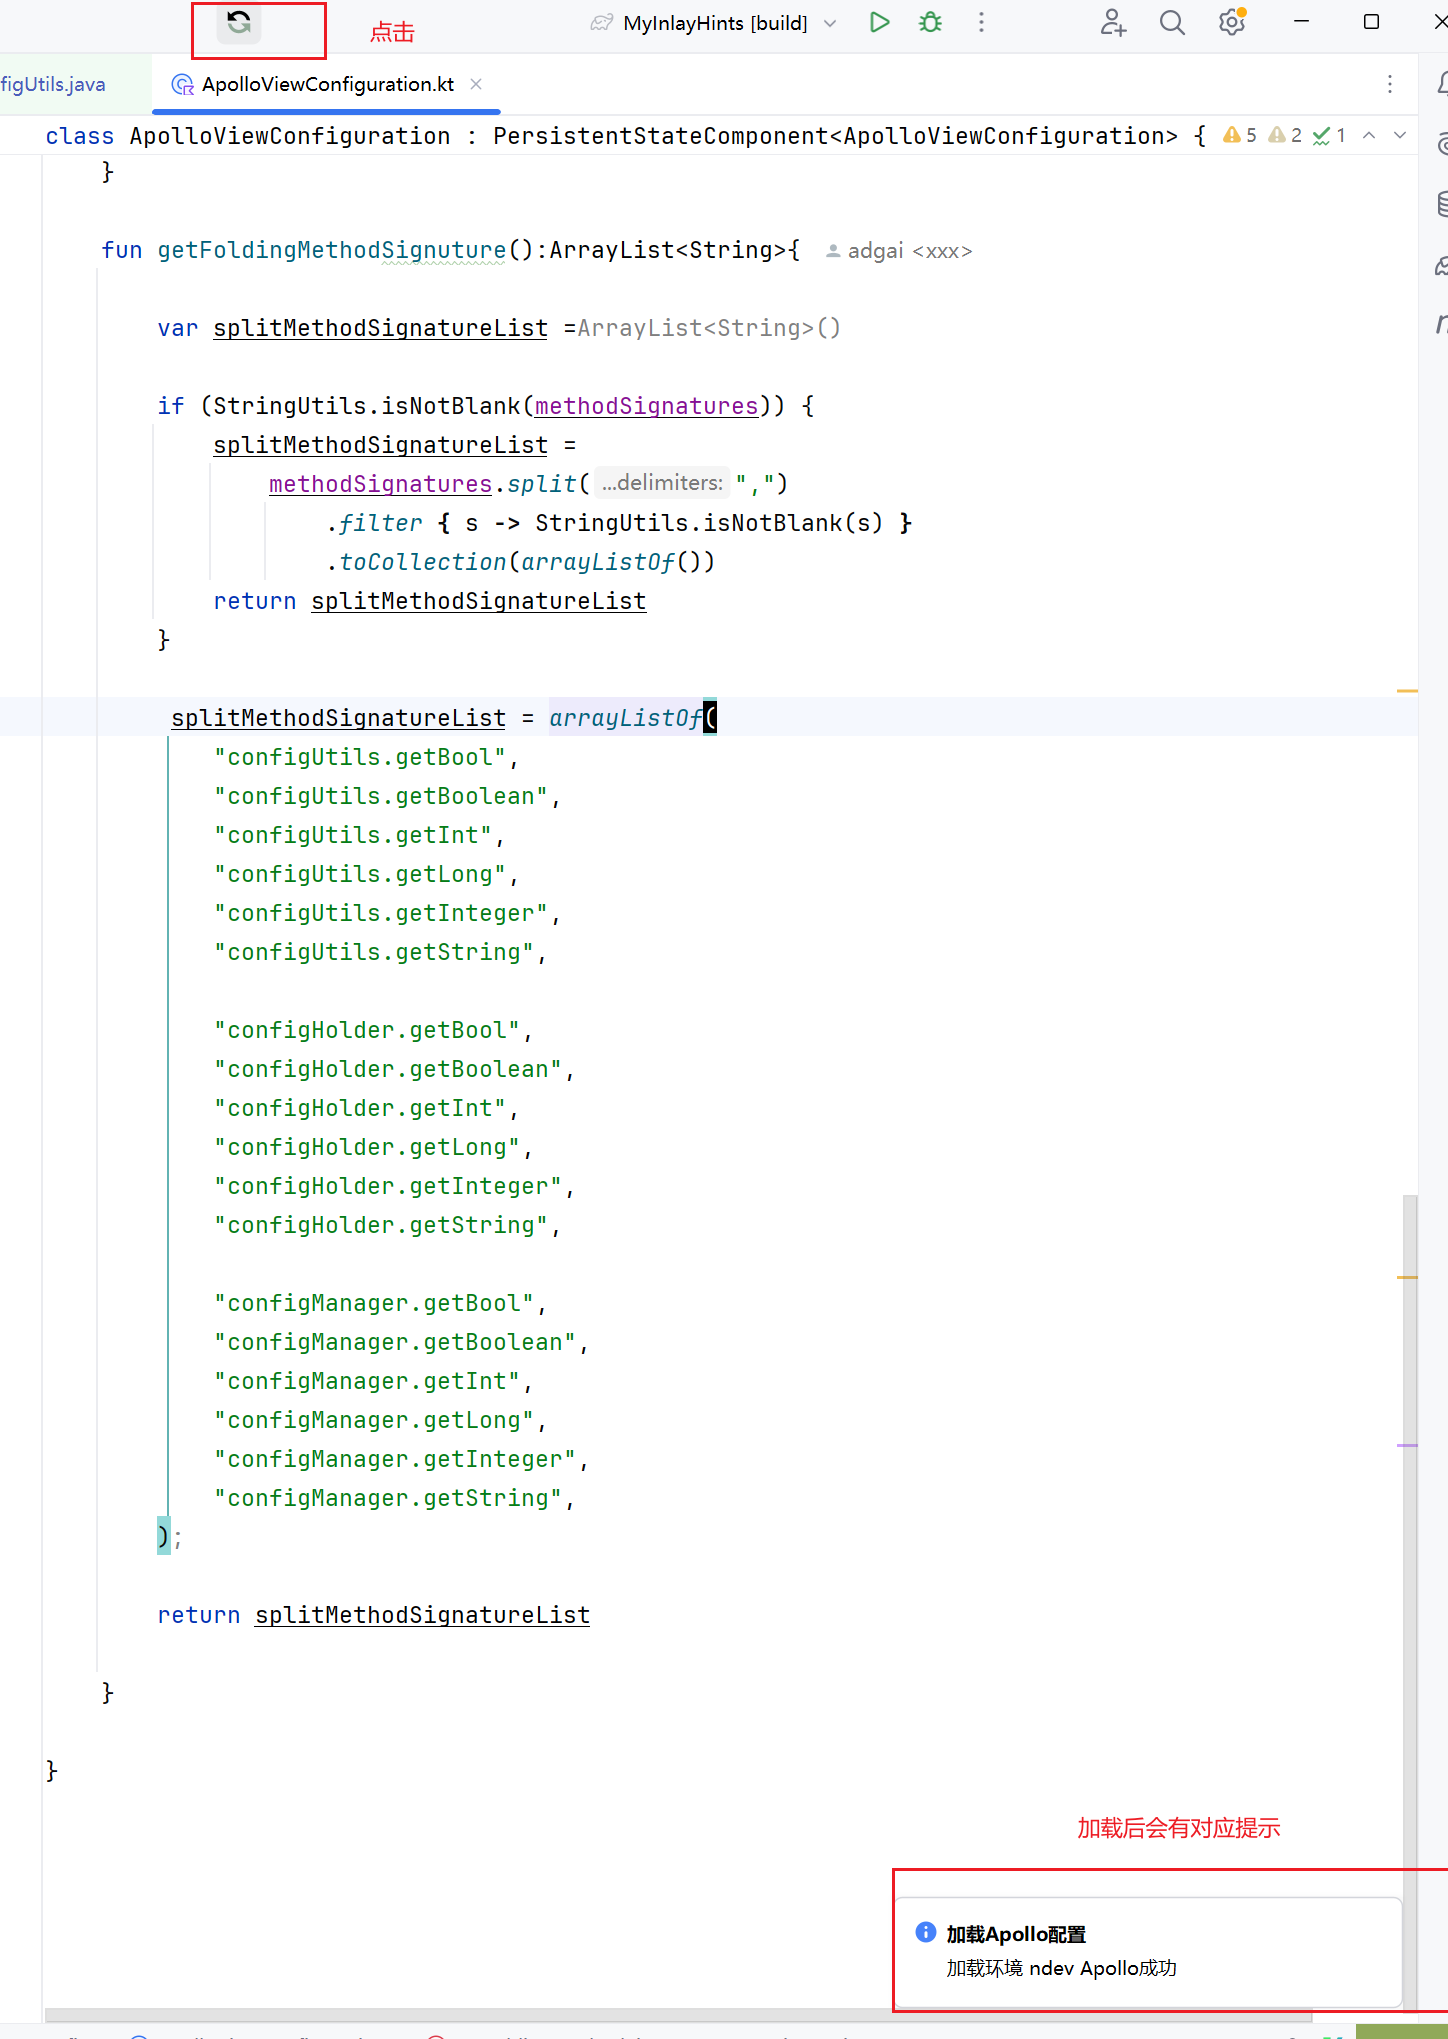 点击
MyInlayHints [build]
figUtils.java
ApolloViewConfiguration.kt
class ApolloViewConfiguration : PersistentStateComponent<ApolloViewConfiguration> { 5 2 1
}
fun getFoldingMethodSignuture():ArrayList<String>{ adgai <xxx>
var splitMethodSignatureList =ArrayList<String>()
if (StringUtils.isNotBlank(methodSignatures)) {
splitMethodSignatureList =
methodSignatures.split( ...delimiters: ",")
.filter { s -> StringUtils.isNotBlank(s) }
.toCollection(arrayListOf())
return splitMethodSignatureList
}
splitMethodSignatureList = arrayListOf(
"configUtils.getBool",
"configUtils.getBoolean",
"configUtils.getInt",
"configUtils.getLong",
"configUtils.getInteger",
"configUtils.getString",
"configHolder.getBool",
"configHolder.getBoolean",
"configHolder.getInt",
"configHolder.getLong",
"configHolder.getInteger",
"configHolder.getString",
"configManager.getBool",
"configManager.getBoolean",
"configManager.getInt",
"configManager.getLong",
"configManager.getInteger",
"configManager.getString",
);
return splitMethodSignatureList
}
}
加载后会有对应提示
加载Apollo配置
加载环境 ndev Apollo成功